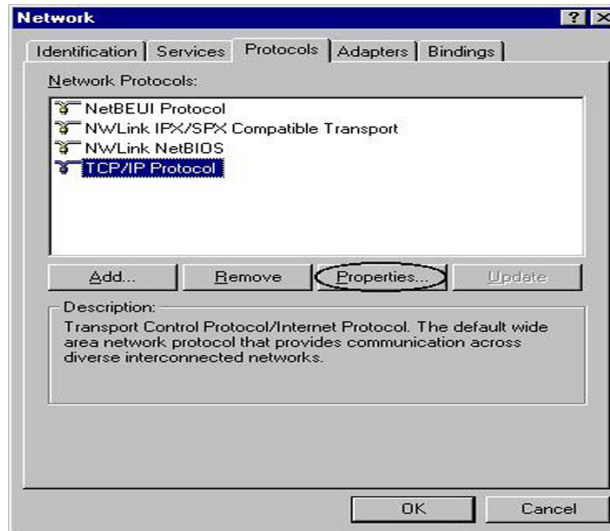 Network
Identification Services Protocols Adapters Bindings
Network Protocols:
NetBEUI Protocol
NWLink IPX/SPX Compatible Transport
NWLink NetBIOS
TCP/IP Protocol
Add... Remove Properties... Update
Description:
Transport Control Protocol/Internet Protocol. The default wide
area network protocol that provides communication across
diverse interconnected networks.
OK Cancel